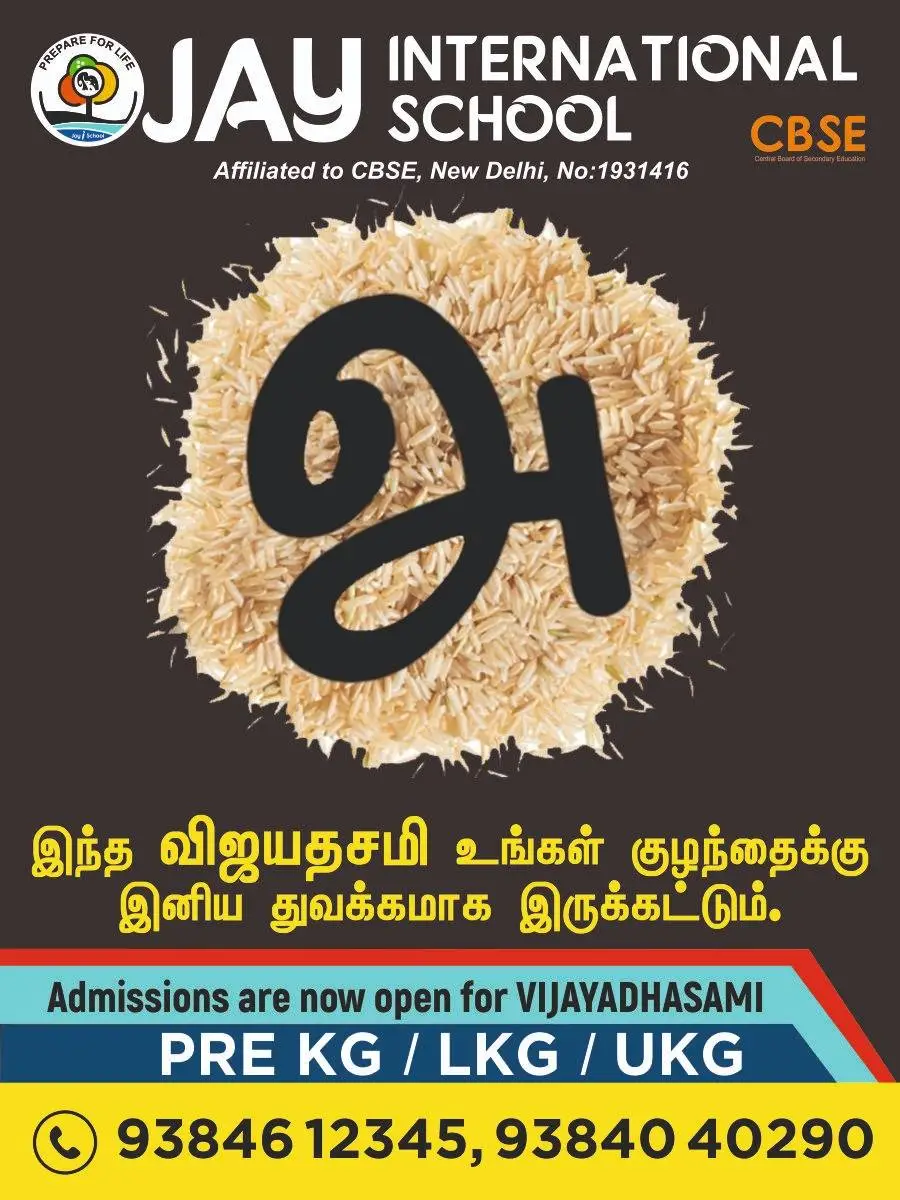 PREPARE FOR LIFE
Jay i School
JAY INTERNATIONAL
SCHOOL
CBSE
Central Board of Secondary Education
Affiliated to CBSE, New Delhi, No:1931416
அ
இந்த விஜயதசமி உங்கள் குழந்தைக்கு
இனிய துவக்கமாக இருக்கட்டும்.
Admissions are now open for VIJAYADHASAMI
PRE KG / LKG / UKG
93846 12345, 93840 40290